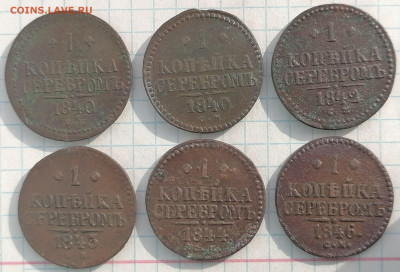 COINS.LAVE.RU
1
КОПѢЙКА
СЕРЕБРОМЪ
1840
1
КОПѢЙКА
СЕРЕБРОМЪ
1840
1
КОПѢЙКА
СЕРЕБРОМЪ
1842
1
КОПѢЙКА
СЕРЕБРОМЪ
1843
1
КОПѢЙКА
СЕРЕБРОМЪ
1844
1
КОПѢЙКА
СЕРЕБРОМЪ
1846
С.М.